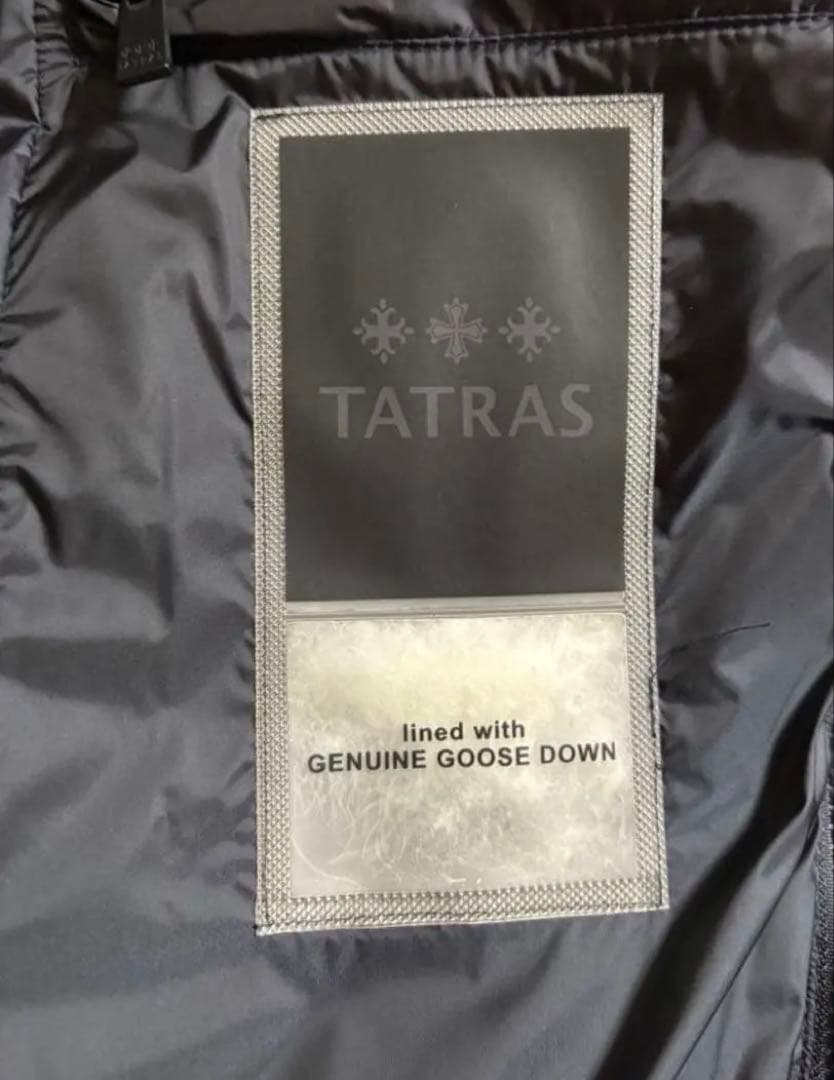 TATRAS
lined with
GENUINE GOOSE DOWN